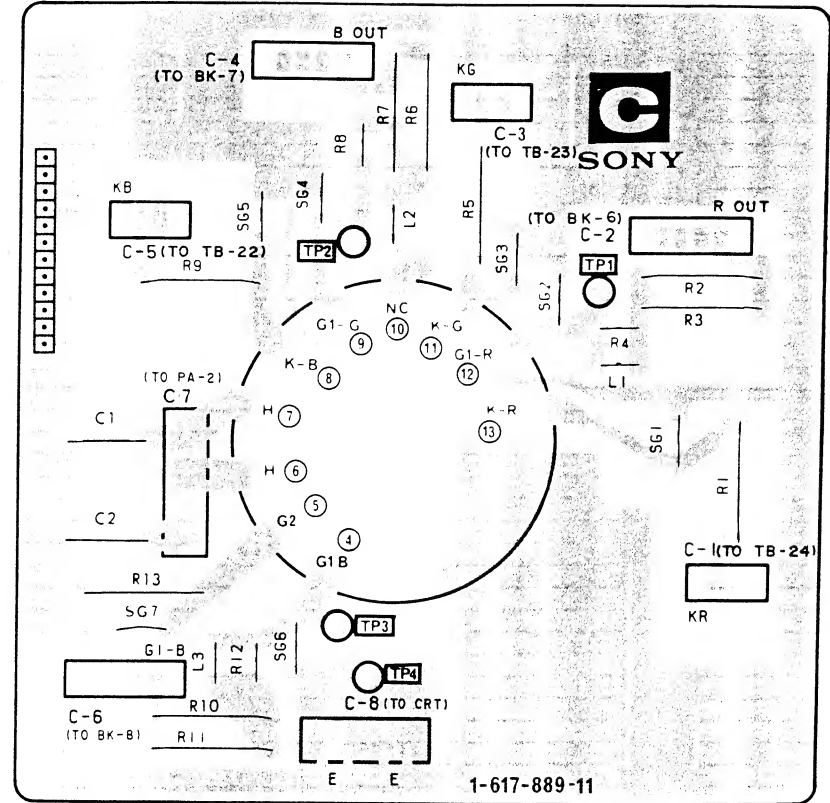 B OUT
C-4
(TO BK-7)
R7
R6
R8
KG
C-3
(TO TB-23)
C
SONY
KB
C-5(TO TB-22)
R9
SG5
SG4
TP2
L2
R5
SG3
(TO BK-6)
C-2
R OUT
TP1
SG2
R2
R3
R4
L1
NC
10
G1-G
9
K-G
11
G1-R
12
K-B
8
H
7
K-R
13
H
6
5
G2
4
G1B
(TO PA-2)
C7
C1
C2
SG1
R1
C-1(TO TB-24)
KR
R13
SG7
G1-B
L3
R12
SG6
TP3
TP4
C-6
(TO BK-8)
R10
R11
C-8(TO CRT)
E E
1-617-889-11